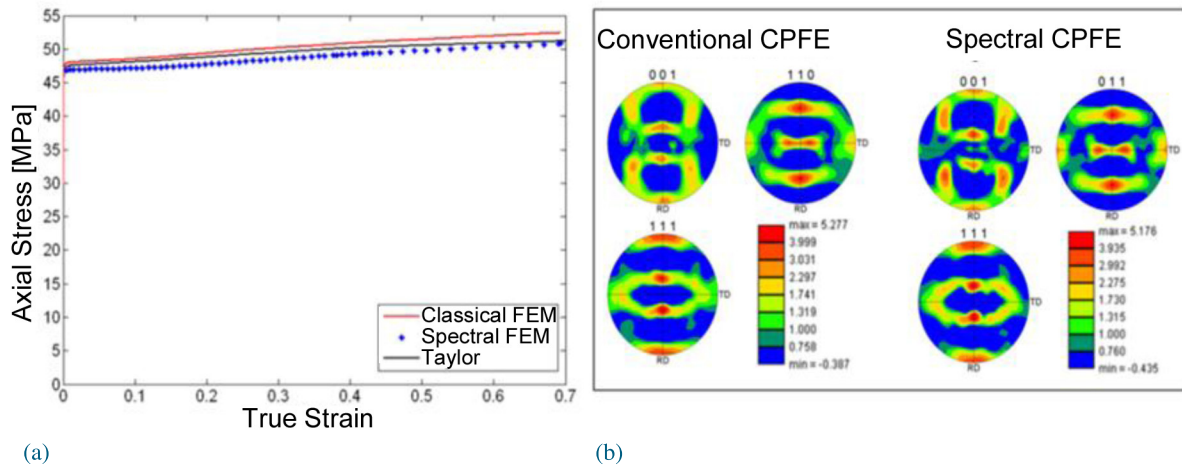 55
50
45
40
35
30
25
20
15
10
5
0
Axial Stress [MPa]
Classical FEM
Spectral FEM
Taylor
0 0.1 0.2 0.3 0.4 0.5 0.6 0.7
True Strain
(a)
Conventional CPFE Spectral CPFE
0 0 1 1 1 0 0 0 1 0 1 1
TD TD TD TD
RD RD RD RD
1 1 1 1 1 1
max = 5.277
3.999
3.031
2.297
1.741
1.319
1.000
0.758
min = -0.387
TD
RD
max = 5.176
3.935
2.992
2.275
1.730
1.315
1.000
0.760
min = -0.435
TD
RD
(b)